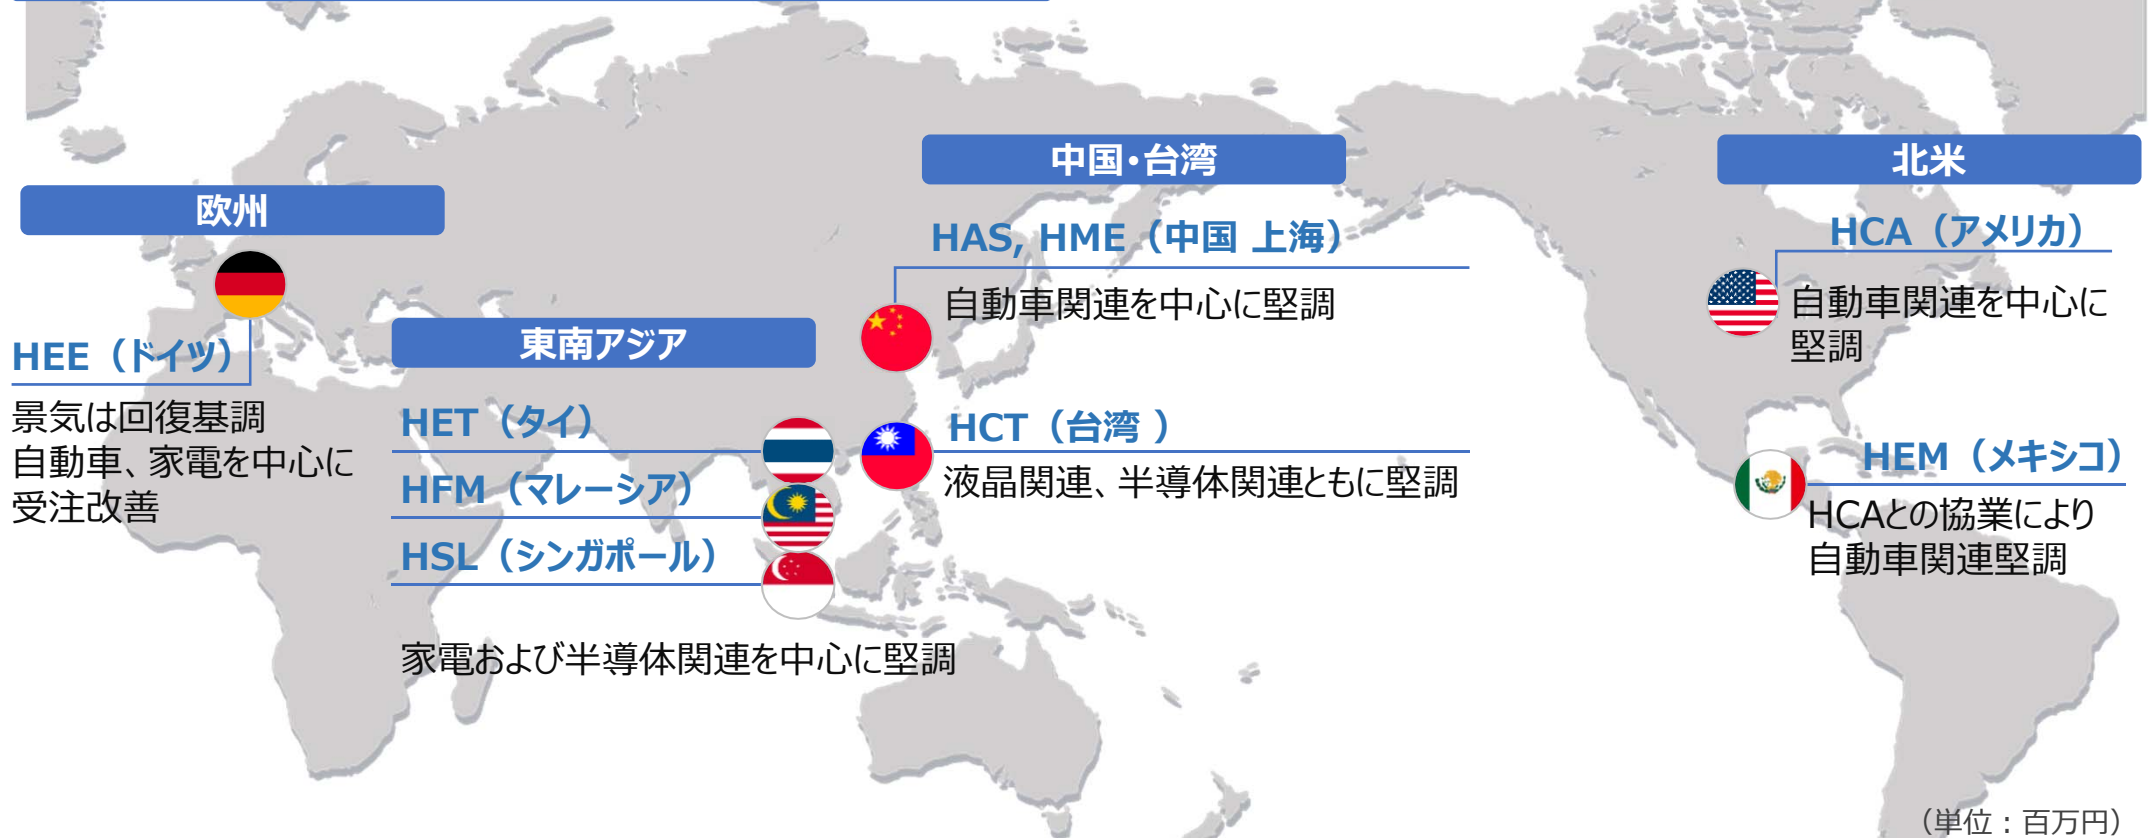 欧州
HEE（ドイツ）
景気は回復基調
自動車、家電を中心に
受注改善
東南アジア
HET（タイ）
HFM（マレーシア）
HSL（シンガポール）
家電および半導体関連を中心に堅調
中国・台湾
HAS, HME（中国 上海）
自動車関連を中心に堅調
HCT（台湾 ）
液晶関連、半導体関連ともに堅調
北米
HCA（アメリカ）
自動車関連を中心に
堅調
HEM（メキシコ）
HCAとの協業により
自動車関連堅調
（単位：百万円）